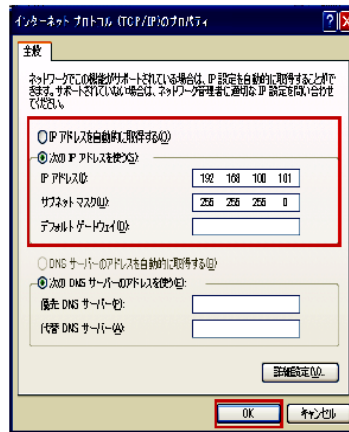 インターネット プロトコル (TCP/IP)のプロパティ
全般
ネットワークでこの機能がサポートされている場合は、IP 設定を自動的に取得することがで
きます。サポートされていない場合は、ネットワーク管理者に適切な IP 設定を問い合わせ
てください。
IP アドレスを自動的に取得する(O)
次の IP アドレスを使う(S):
IP アドレス(I):
192 168 100 101
サブネット マスク(U):
255 255 255 0
デフォルト ゲートウェイ(D):
DNS サーバーのアドレスを自動的に取得する(B)
次の DNS サーバーのアドレスを使う(E):
優先 DNS サーバー(P):
代替 DNS サーバー(A):
詳細設定(V)...
OK
キャンセル